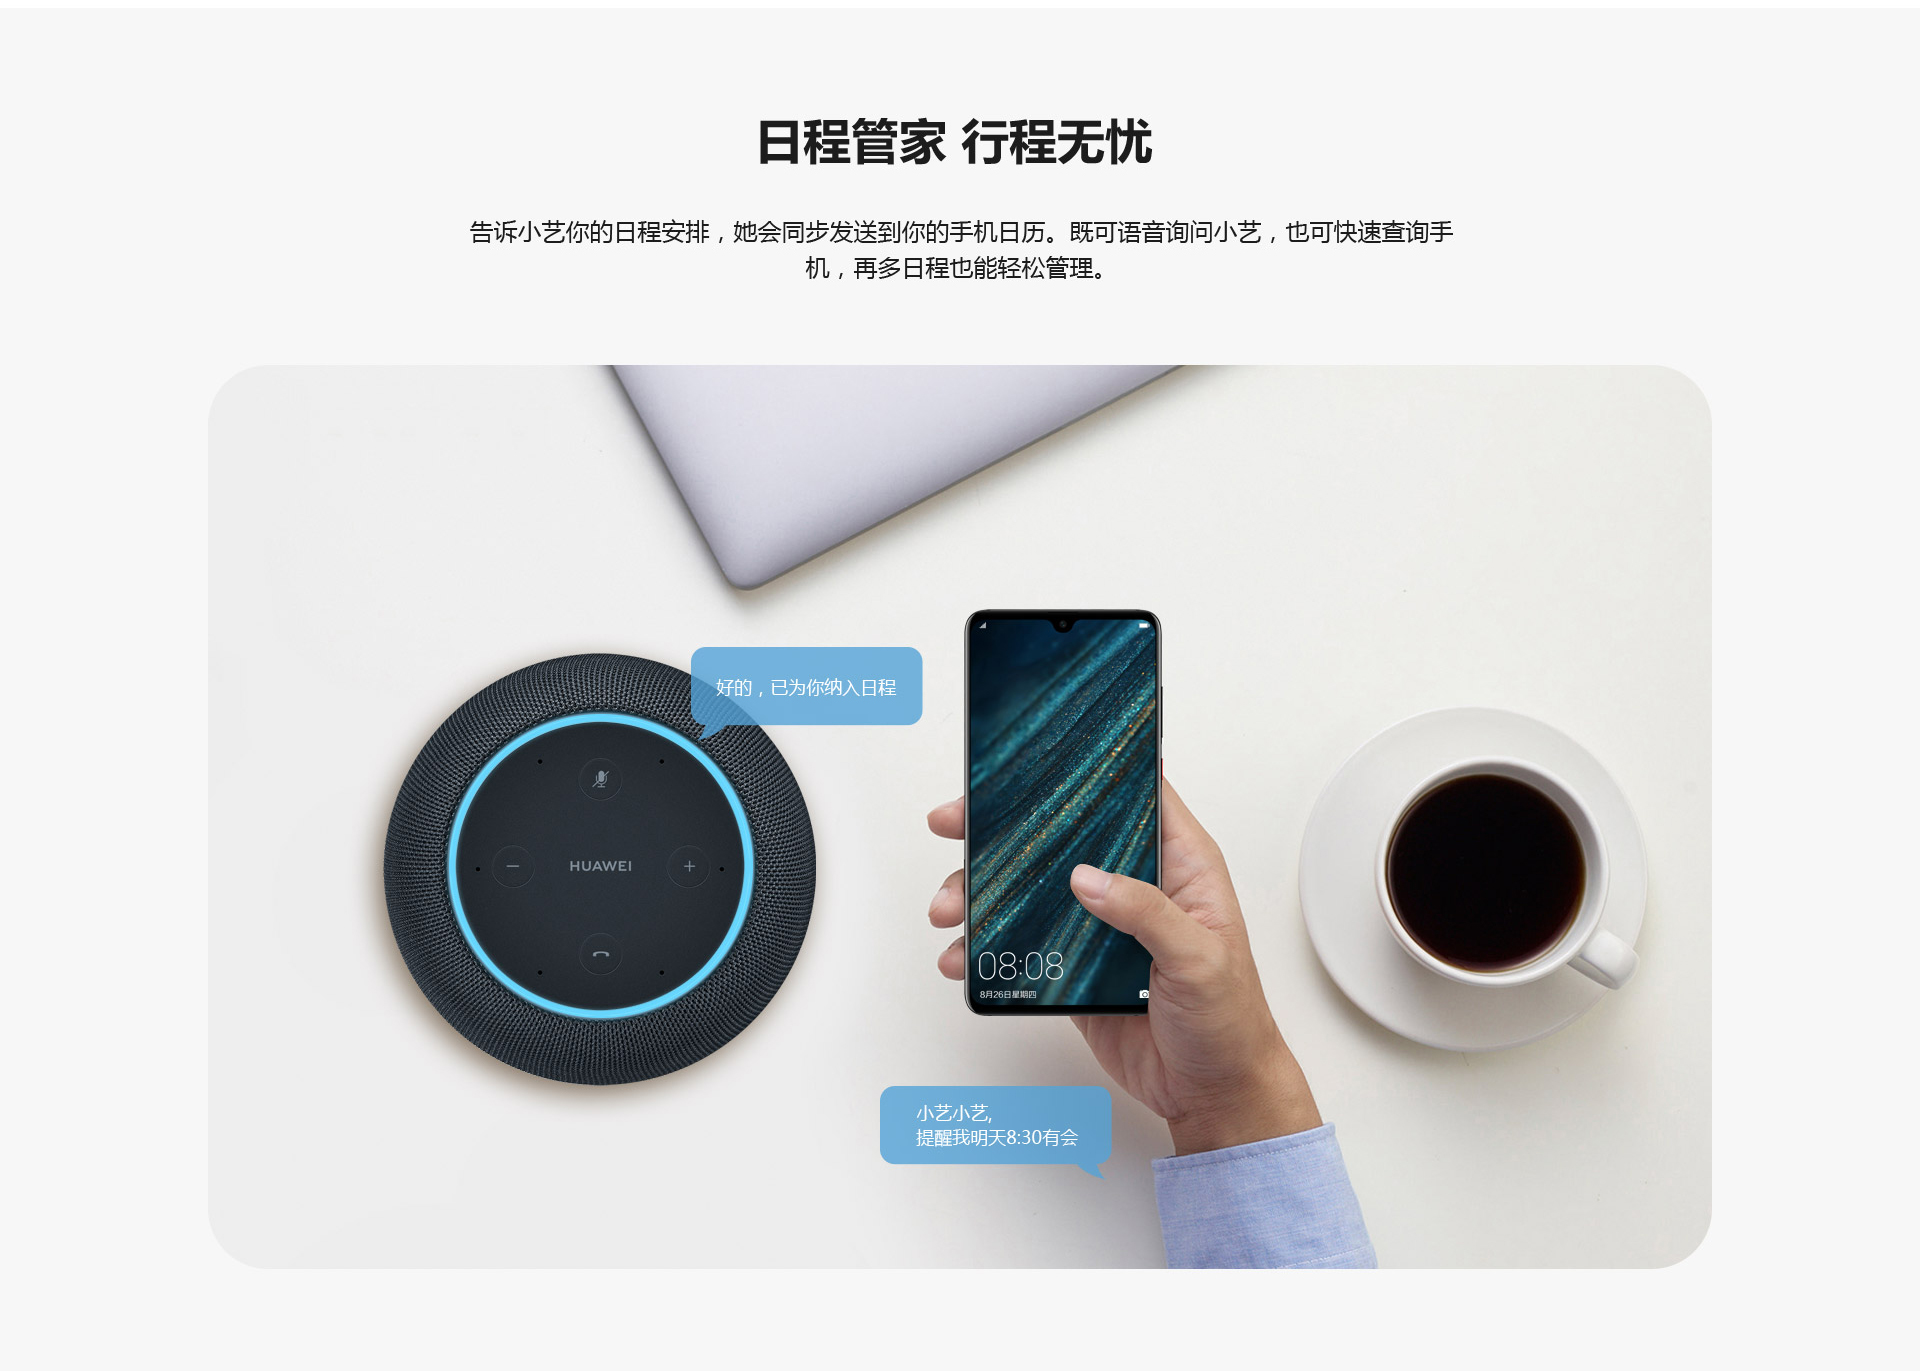 日程管家 行程无忧
告诉小艺你的日程安排，她会同步发送到你的手机日历。既可语音询问小艺，也可快速查询手
机，再多日程也能轻松管理。
好的，已为你纳入日程
HUAWEI
08:08
8月26日星期四
小艺小艺,
提醒我明天8:30有会